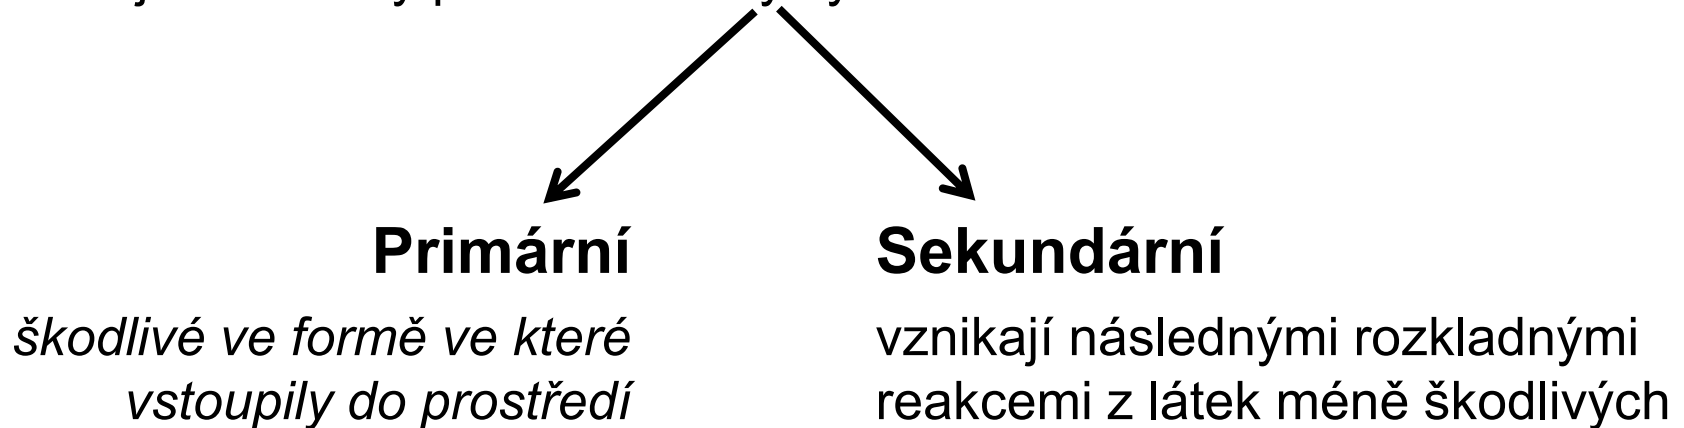 Primární
Sekundární
škodlivé ve formě ve které
vstoupily do prostředí
vznikají následnými rozkladnými
reakcemi z látek méně škodlivých